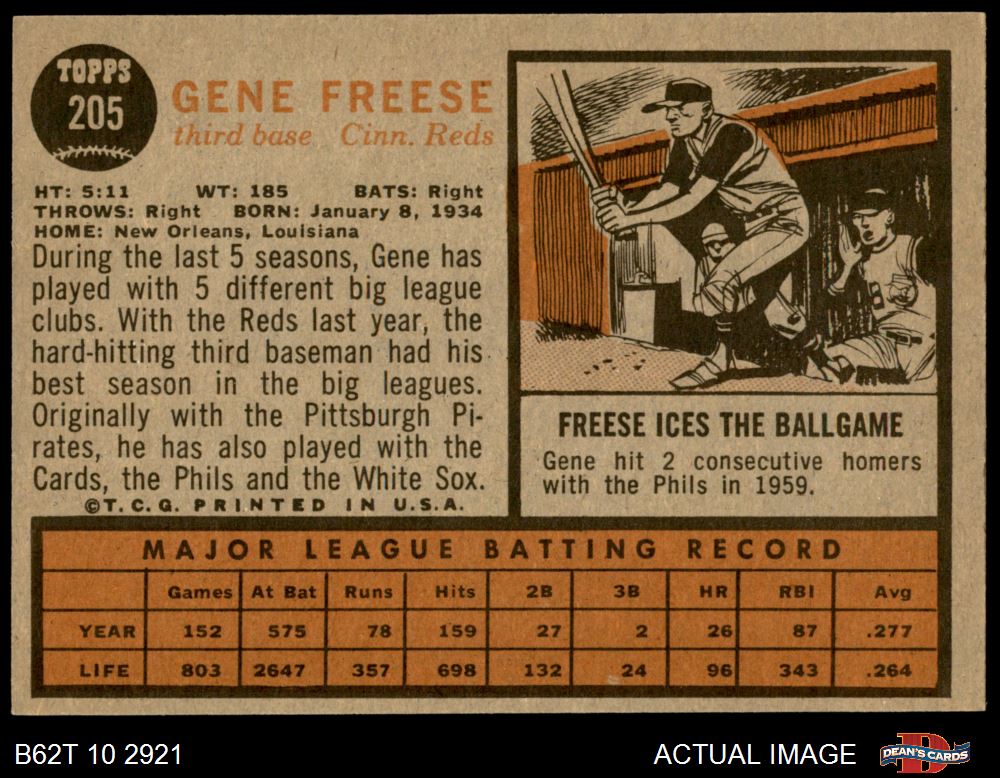 TOPPS
205
GENE FREESE
third base Cinn. Reds
HT: 5:11 WT: 185 BATS: Right
THROWS: Right BORN: January 8, 1934
HOME: New Orleans, Louisiana
During the last 5 seasons, Gene has
played with 5 different big league
clubs. With the Reds last year, the
hard-hitting third baseman had his
best season in the big leagues.
Originally with the Pittsburgh Pi-
rates, he has also played with the
Cards, the Phils and the White Sox.
©T.C.G. PRINTED IN U.S.A.
FREESE ICES THE BALLGAME
Gene hit 2 consecutive homers
with the Phils in 1959.
MAJOR LEAGUE BATTING RECORD
Games At Bat Runs Hits 2B 3B HR RBI Avg
YEAR 152 575 78 159 27 2 26 87 .277
LIFE 803 2647 357 698 132 24 96 343 .264
B62T 10 2921 ACTUAL IMAGE
D
DEAN'S CARDS